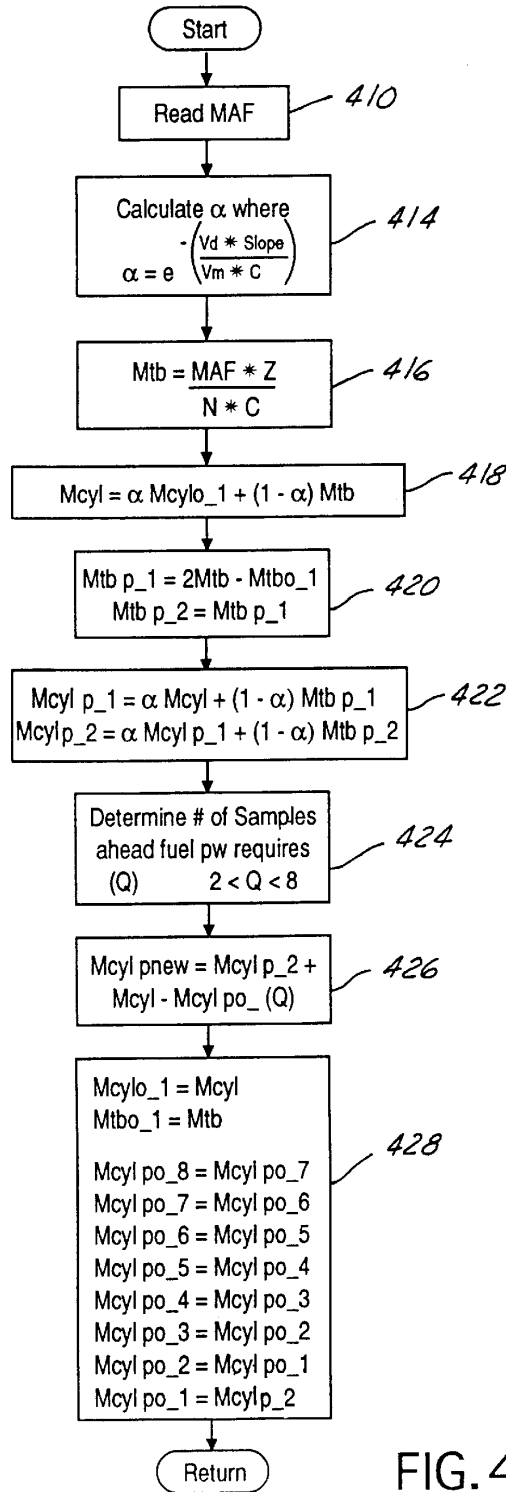 Start
Read MAF
410
Calculate α where
α = e -(Vd * Slope / Vm * C)
414
Mtb = MAF * Z / N * C
416
Mcyl = α Mcylo_1 + (1 - α) Mtb
418
Mtb p_1 = 2Mtb - Mtbo_1
Mtb p_2 = Mtb p_1
420
Mcyl p_1 = α Mcyl + (1 - α) Mtb p_1
Mcyl p_2 = α Mcyl p_1 + (1 - α) Mtb p_2
422
Determine # of Samples
ahead fuel pw requires
(Q) 2 < Q < 8
424
Mcyl pnew = Mcyl p_2 +
Mcyl - Mcyl po_ (Q)
426
Mcylo_1 = Mcyl
Mtbo_1 = Mtb
Mcyl po_8 = Mcyl po_7
Mcyl po_7 = Mcyl po_6
Mcyl po_6 = Mcyl po_5
Mcyl po_5 = Mcyl po_4
Mcyl po_4 = Mcyl po_3
Mcyl po_3 = Mcyl po_2
Mcyl po_2 = Mcyl po_1
Mcyl po_1 = Mcyl p_2
428
Return
FIG. 4